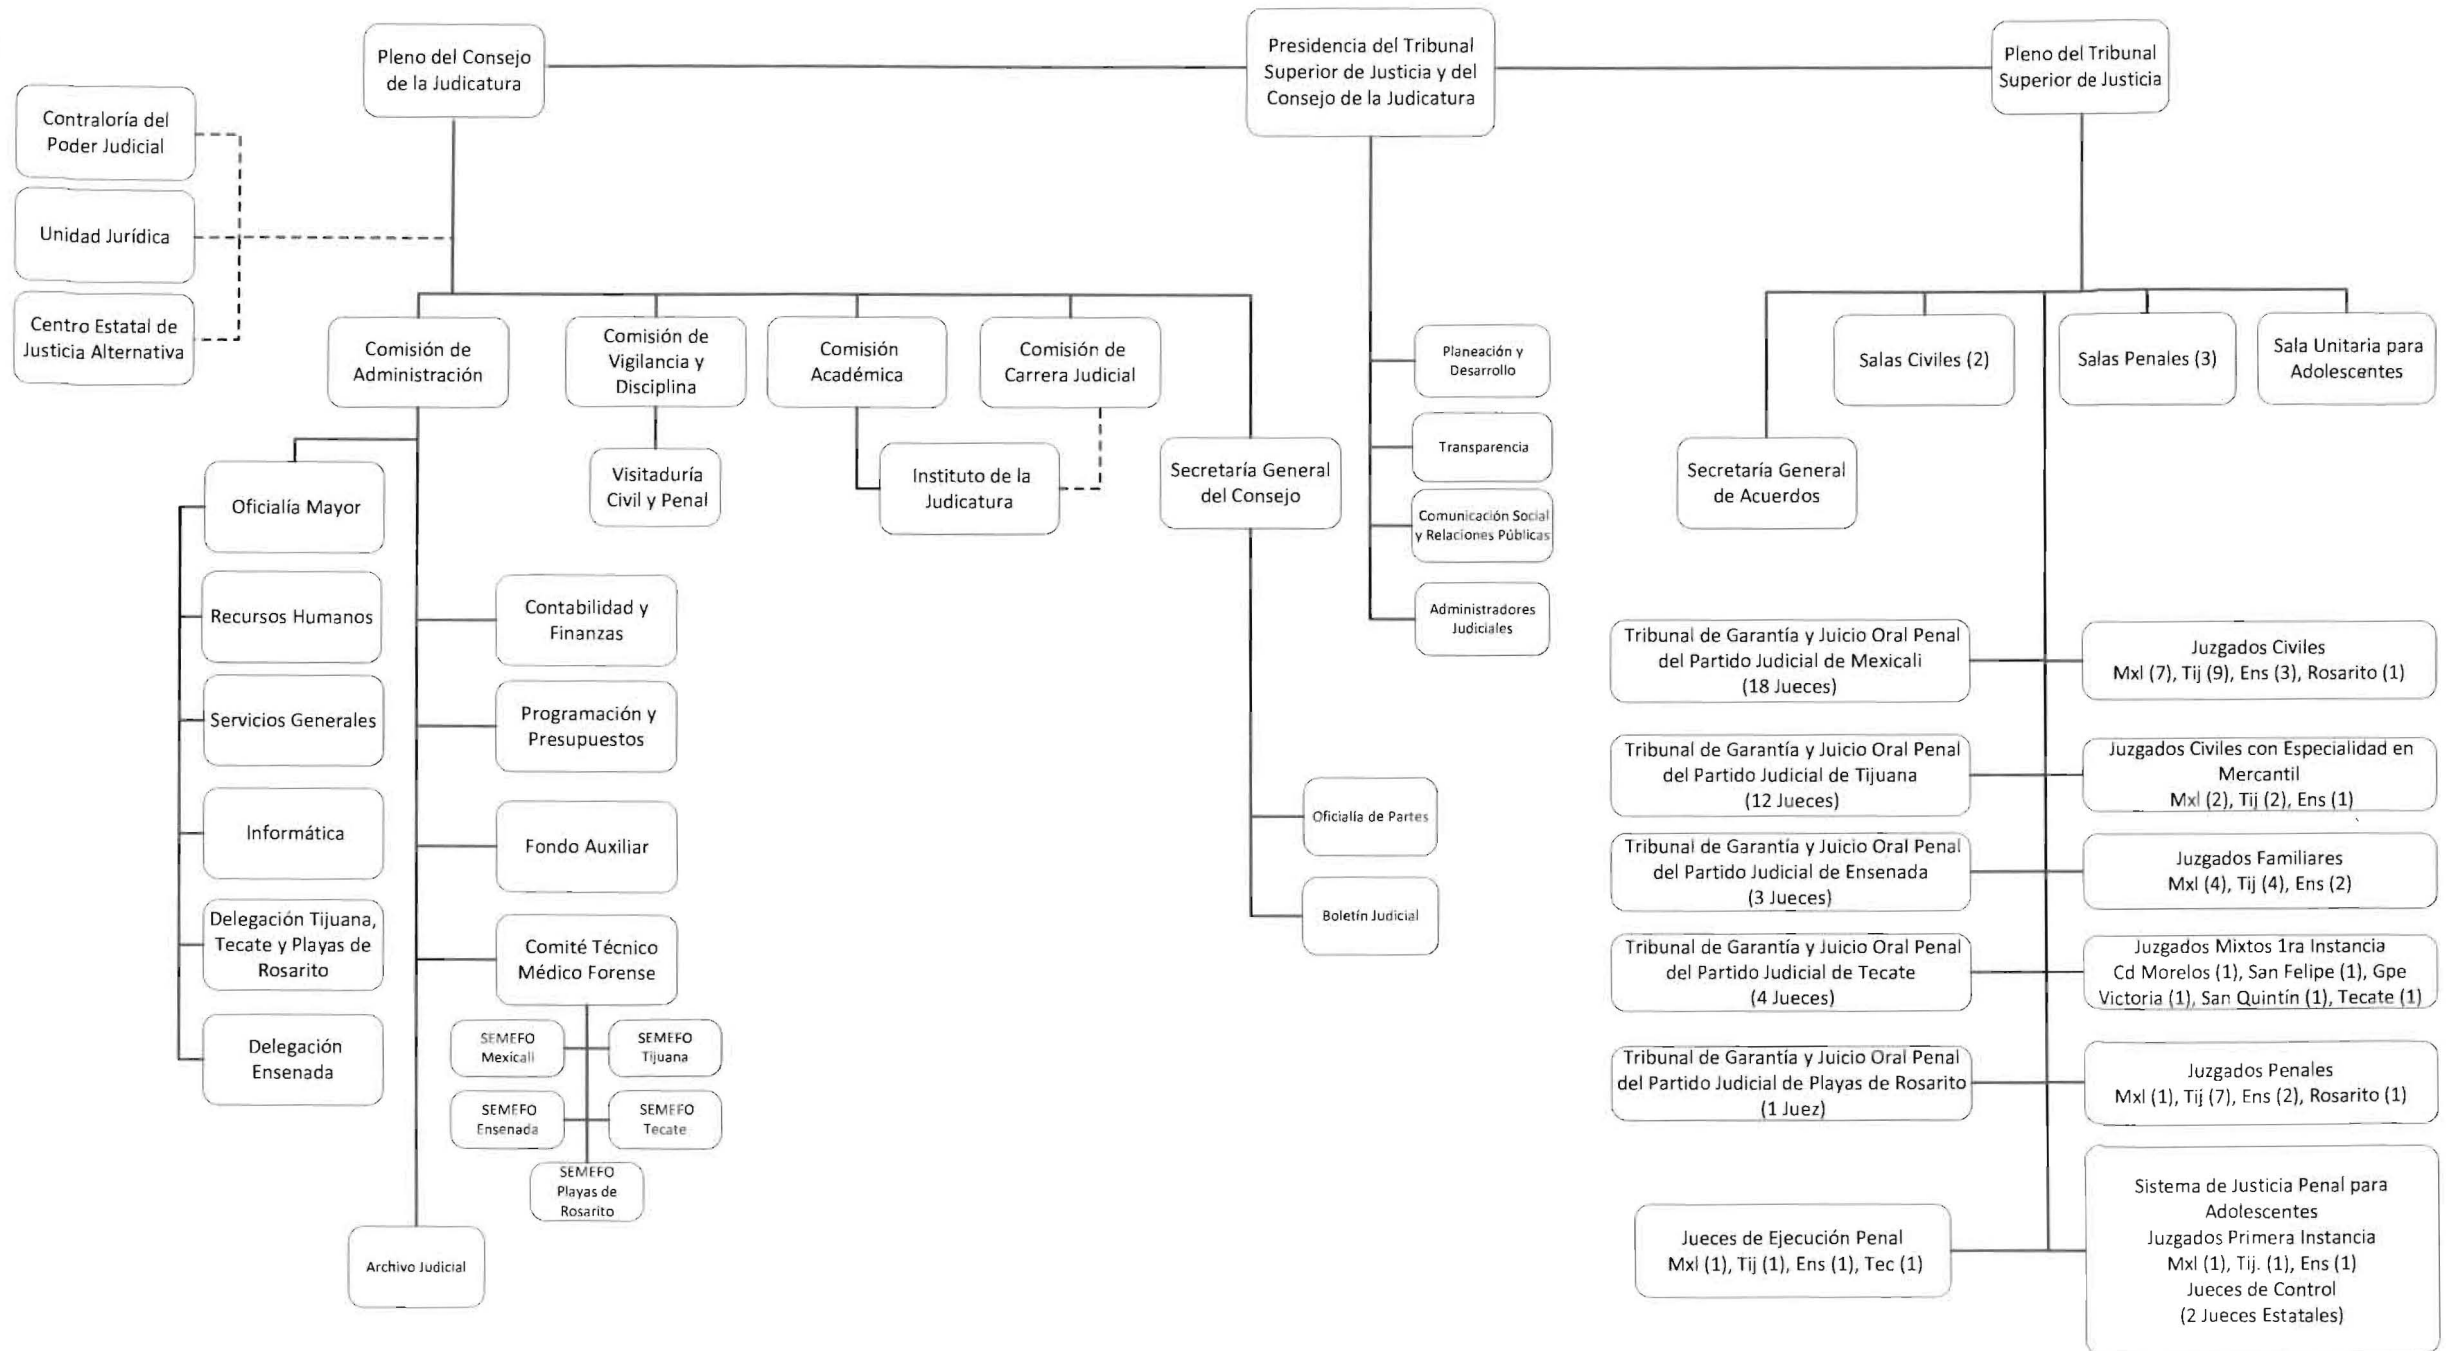 Pleno del Consejo
de la Judicatura
Presidencia del Tribunal
Superior de Justicia y del
Consejo de la Judicatura
Pleno del Tribunal
Superior de Justicia
Contraloría del
Poder Judicial
Unidad Jurídica
Centro Estatal de
Justicia Alternativa
Comisión de
Administración
Comisión de
Vigilancia y
Disciplina
Comisión
Académica
Comisión de
Carrera Judicial
Visitaduría
Civil y Penal
Instituto de la
Judicatura
Secretaría General
del Consejo
Oficialía Mayor
Recursos Humanos
Servicios Generales
Informática
Delegación Tijuana,
Tecate y Playas de
Rosarito
Delegación
Ensenada
Contabilidad y
Finanzas
Programación y
Presupuestos
Fondo Auxiliar
Comité Técnico
Médico Forense
SEMEFO
Mexicali
SEMEFO
Tijuana
SEMEFO
Ensenada
SEMEFO
Tecate
SEMEFO
Playas de
Rosarito
Archivo Judicial
Oficialía de Partes
Boletín Judicial
Planeación y
Desarrollo
Transparencia
Comunicación Social
y Relaciones Públicas
Administradores
Judiciales
Salas Civiles (2)
Salas Penales (3)
Sala Unitaria para
Adolescentes
Secretaría General
de Acuerdos
Tribunal de Garantía y Juicio Oral Penal
del Partido Judicial de Mexicali
(18 Jueces)
Juzgados Civiles
Mxl (7), Tij (9), Ens (3), Rosarito (1)
Tribunal de Garantía y Juicio Oral Penal
del Partido Judicial de Tijuana
(12 Jueces)
Juzgados Civiles con Especialidad en
Mercantil
Mxl (2), Tij (2), Ens (1)
Tribunal de Garantía y Juicio Oral Penal
del Partido Judicial de Ensenada
(3 Jueces)
Juzgados Familiares
Mxl (4), Tij (4), Ens (2)
Tribunal de Garantía y Juicio Oral Penal
del Partido Judicial de Tecate
(4 Jueces)
Juzgados Mixtos 1ra Instancia
Cd Morelos (1), San Felipe (1), Gpe
Victoria (1), San Quintín (1), Tecate (1)
Tribunal de Garantía y Juicio Oral Penal
del Partido Judicial de Playas de Rosarito
(1 Juez)
Juzgados Penales
Mxl (1), Tij (7), Ens (2), Rosarito (1)
Jueces de Ejecución Penal
Mxl (1), Tij (1), Ens (1), Tec (1)
Sistema de Justicia Penal para
Adolescentes
Juzgados Primera Instancia
Mxl (1), Tij. (1), Ens (1)
Jueces de Control
(2 Jueces Estatales)